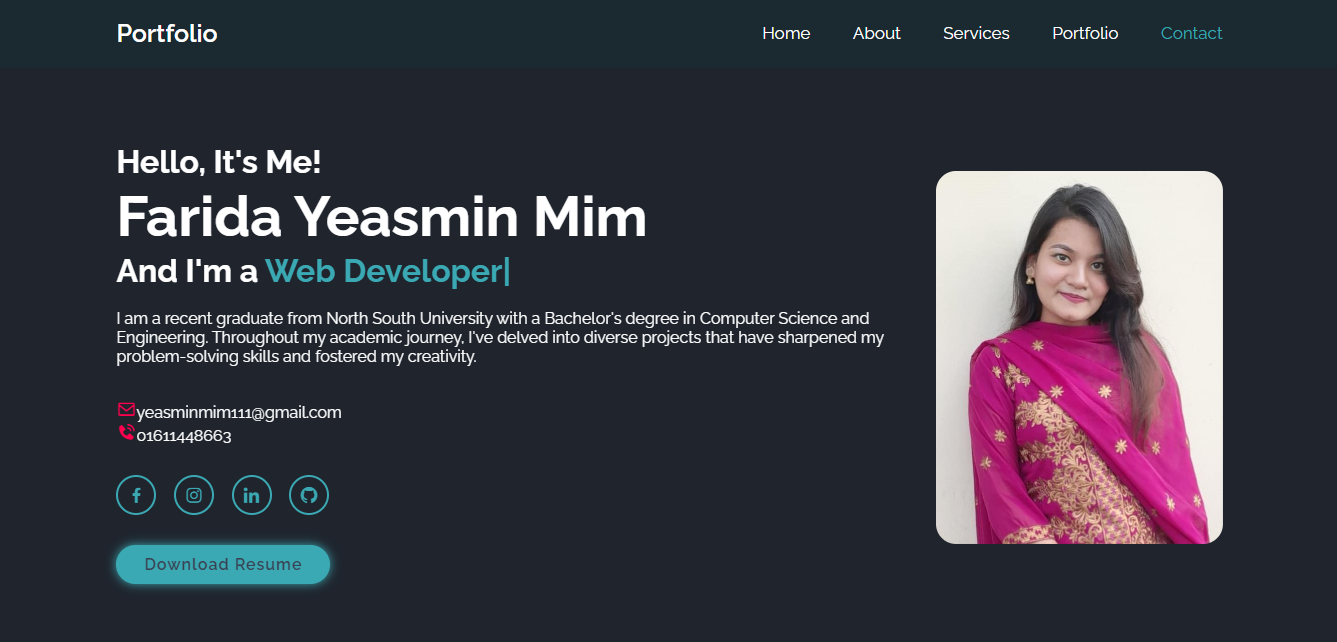 Portfolio
Home About Services Portfolio Contact
Hello, It's Me!
Farida Yeasmin Mim
And I'm a Web Developer|
I am a recent graduate from North South University with a Bachelor's degree in Computer Science and
Engineering. Throughout my academic journey, I've delved into diverse projects that have sharpened my
problem-solving skills and fostered my creativity.
yeasminmim111@gmail.com
01611448663
Download Resume